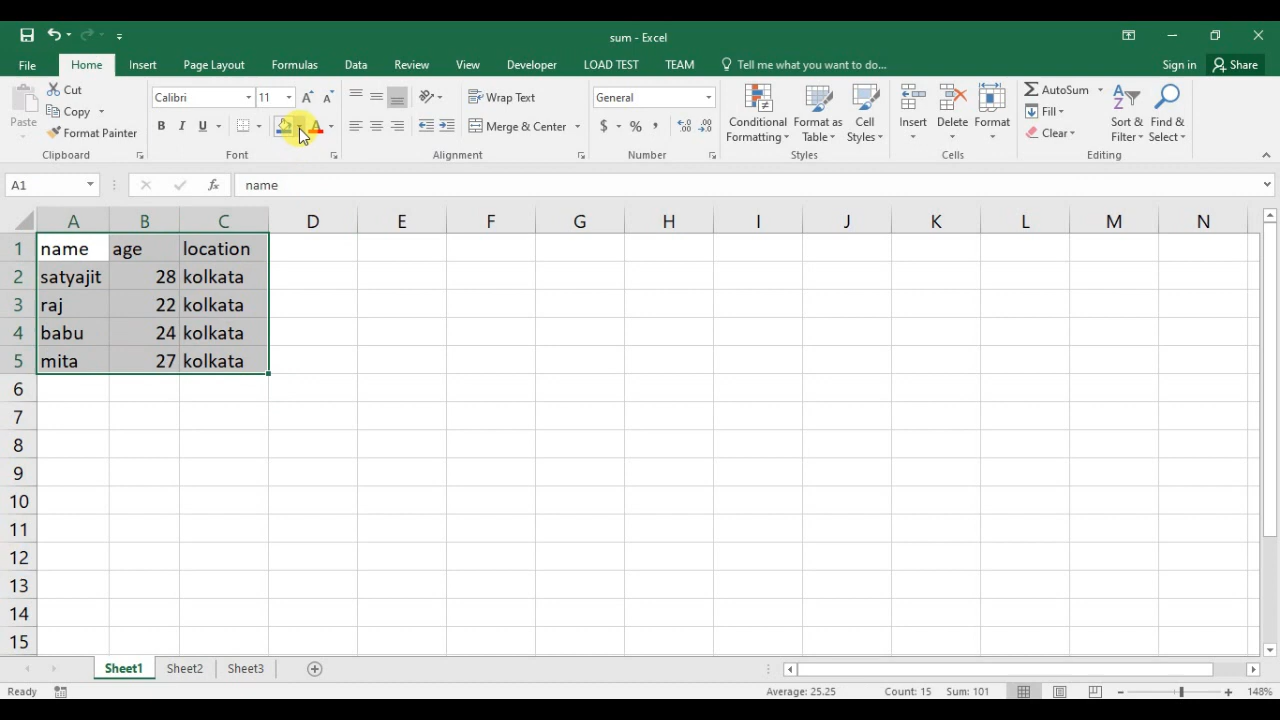 sum - Excel
File Home Insert Page Layout Formulas Data Review View Developer LOAD TEST TEAM Tell me what you want to do... Sign in Share
Paste
Cut
Copy
Format Painter
Clipboard
Calibri 11 A A
B I U A
Font
Wrap Text
Merge & Center
Alignment
General
$ % ,
Number
Conditional Formatting
Format as Table
Cell Styles
Styles
Insert Delete Format
Cells
AutoSum
Fill
Clear
Sort & Filter
Find & Select
Editing
A1 fx name
A B C D E F G H I J K L M N
1 name age location
2 satyajit 28 kolkata
3 raj 22 kolkata
4 babu 24 kolkata
5 mita 27 kolkata
6
7
8
9
10
11
12
13
14
15
Sheet1 Sheet2 Sheet3
Ready Average: 25.25 Count: 15 Sum: 101 148%